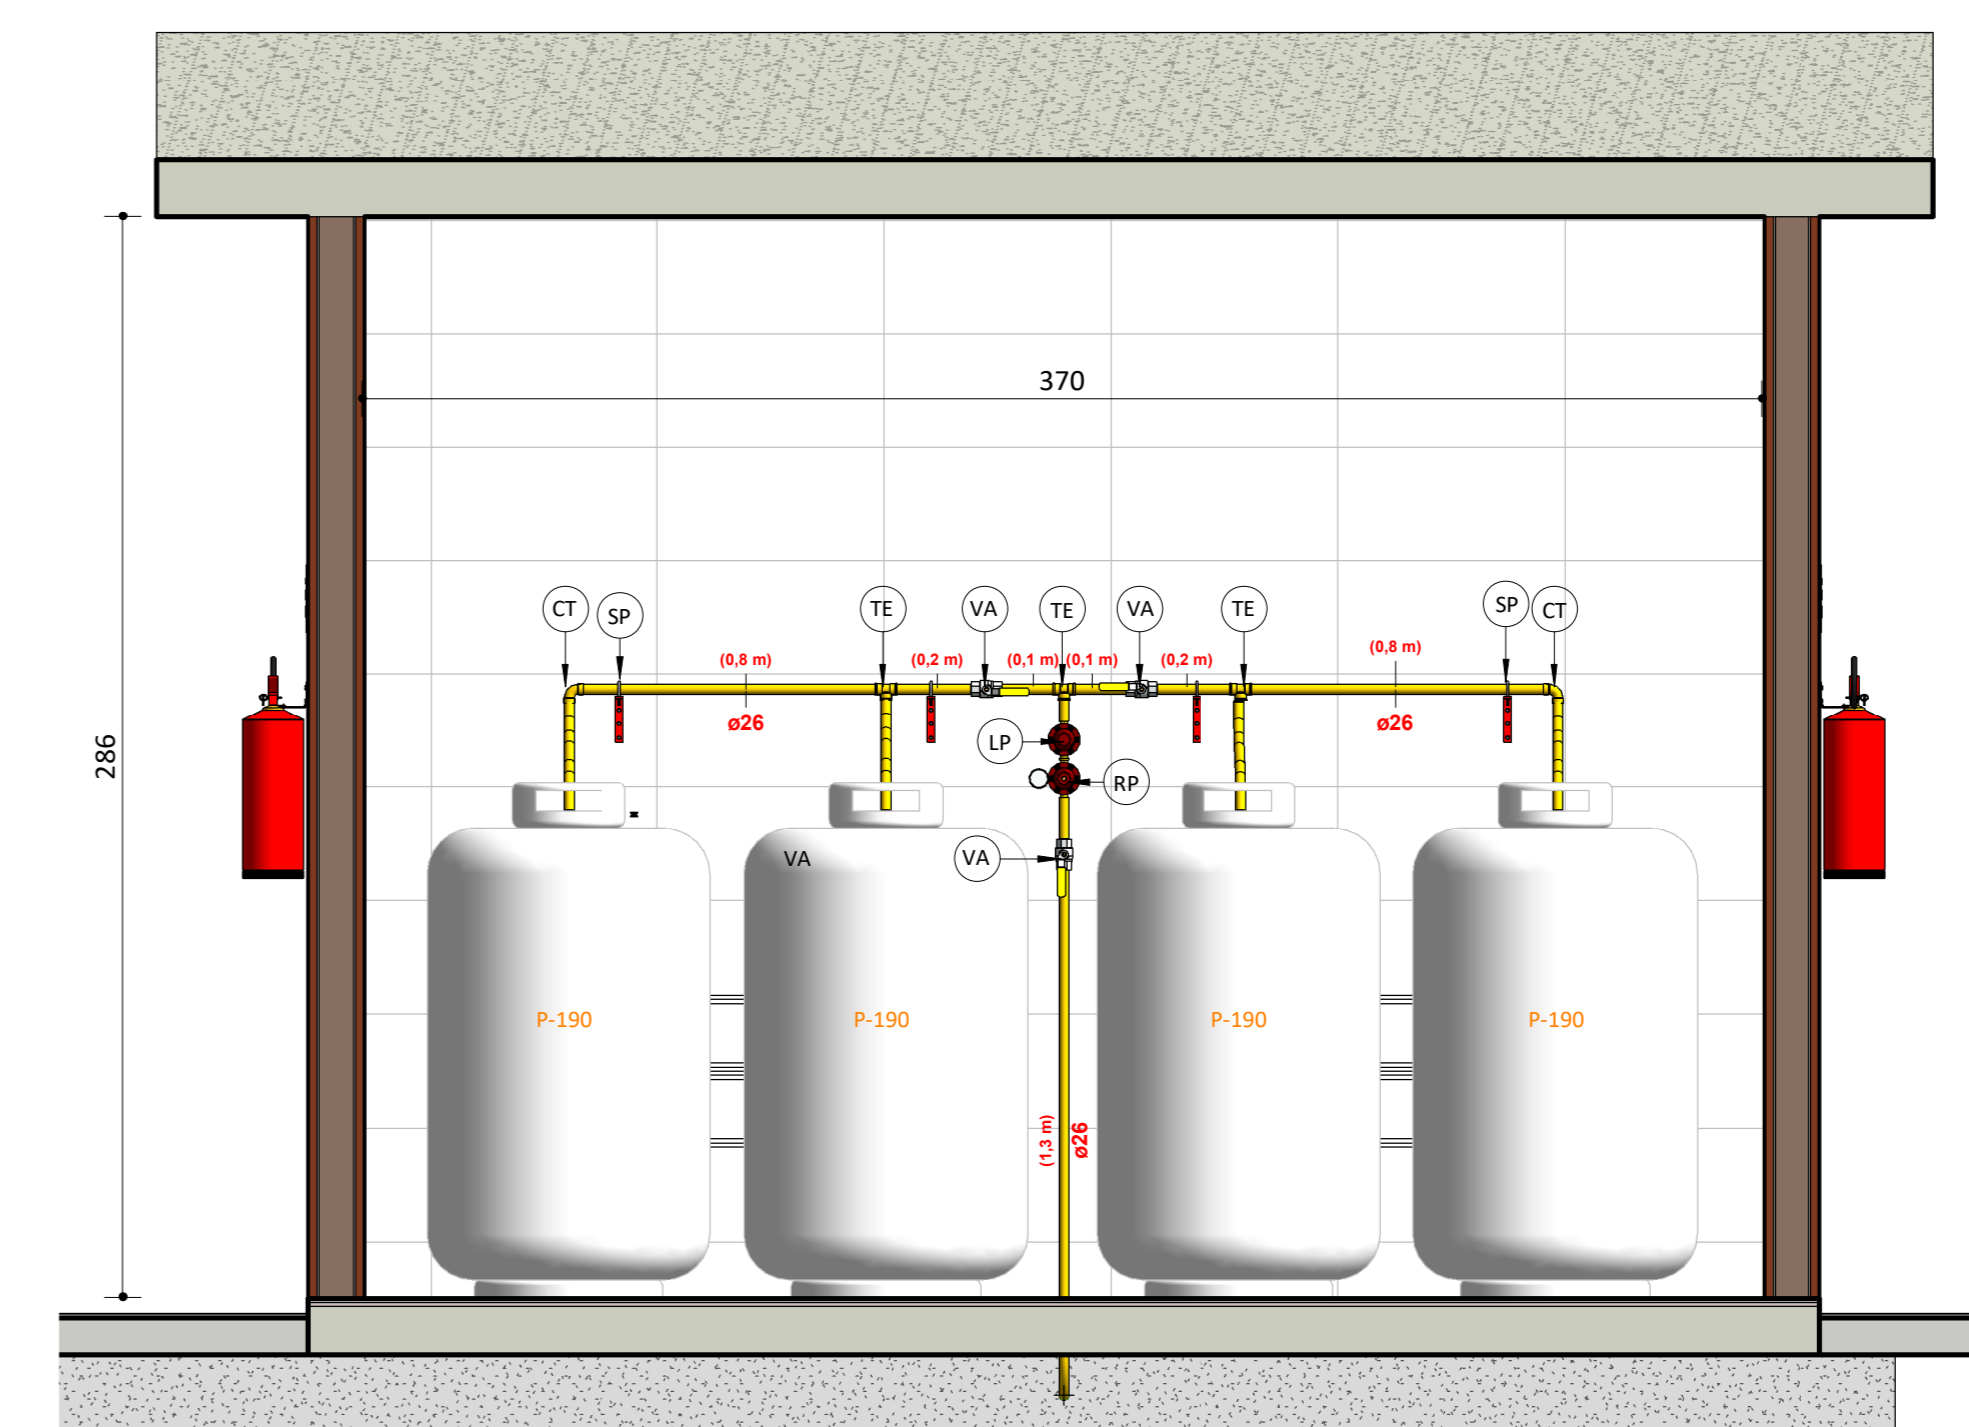 370
CT SP TE VA TE VA TE SP CT
(0,8 m) (0,2 m) (0,1 m) (0,1 m) (0,2 m) (0,8 m)
ø26 ø26
LP
RP
286
VA VA
P-190 P-190 P-190 P-190
(1,3 m)
ø26